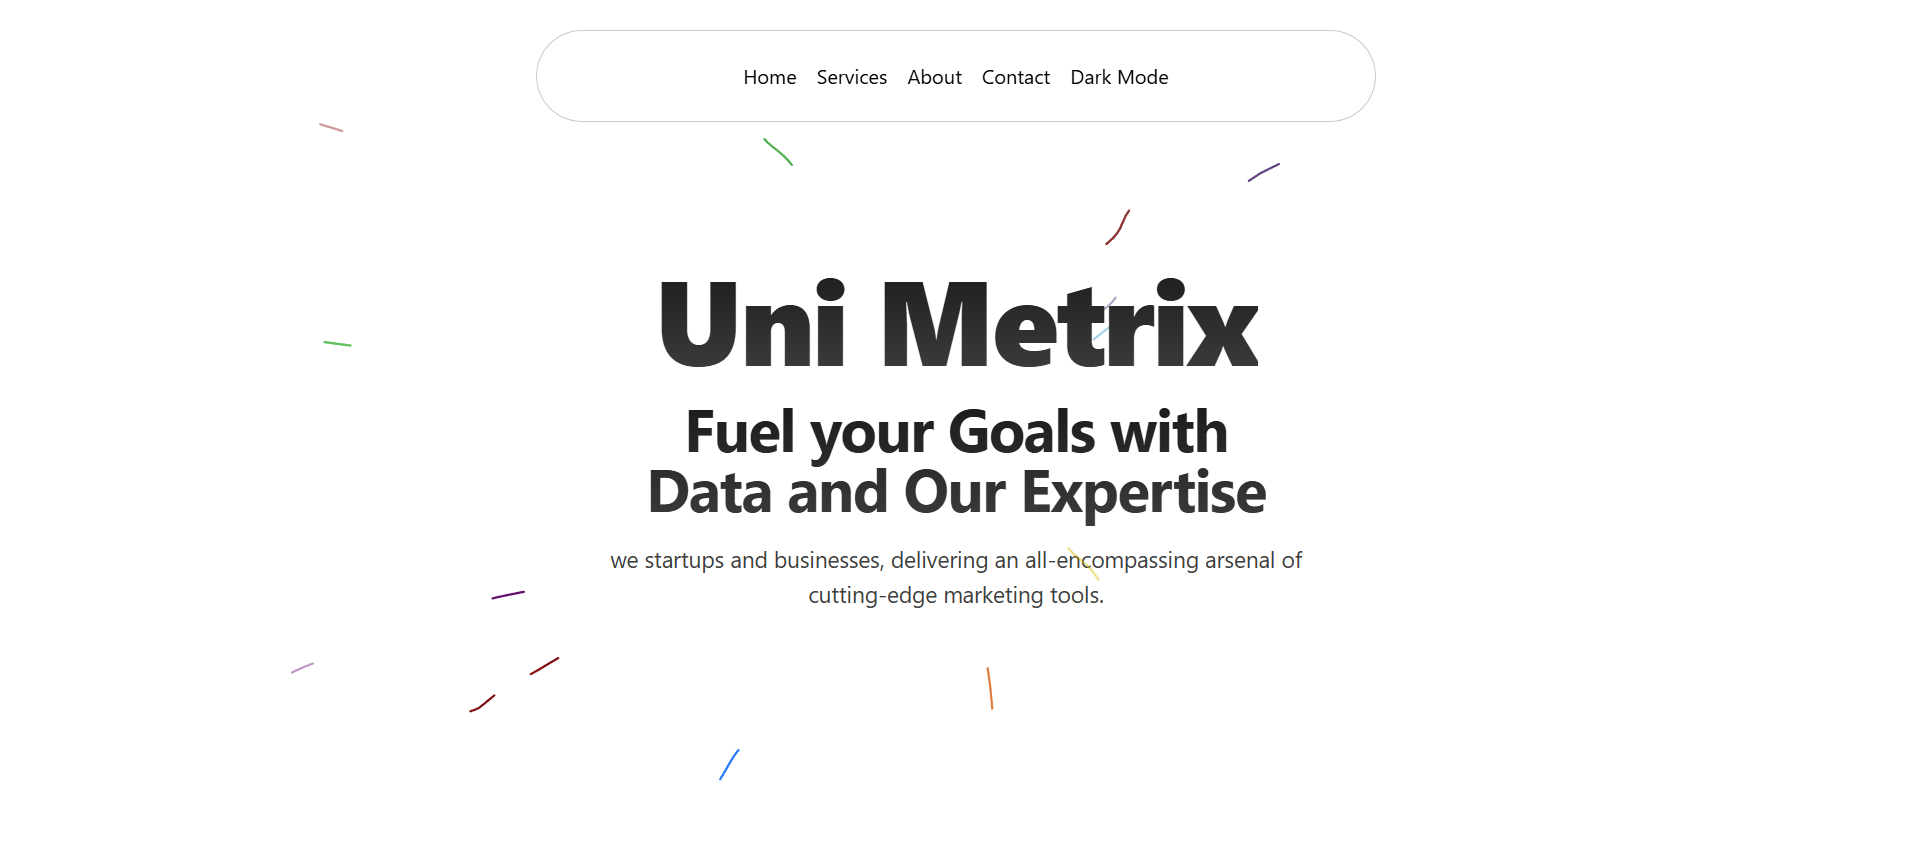 Home Services About Contact Dark Mode
Uni Metrix
Fuel your Goals with
Data and Our Expertise
we startups and businesses, delivering an all-encompassing arsenal of
cutting-edge marketing tools.